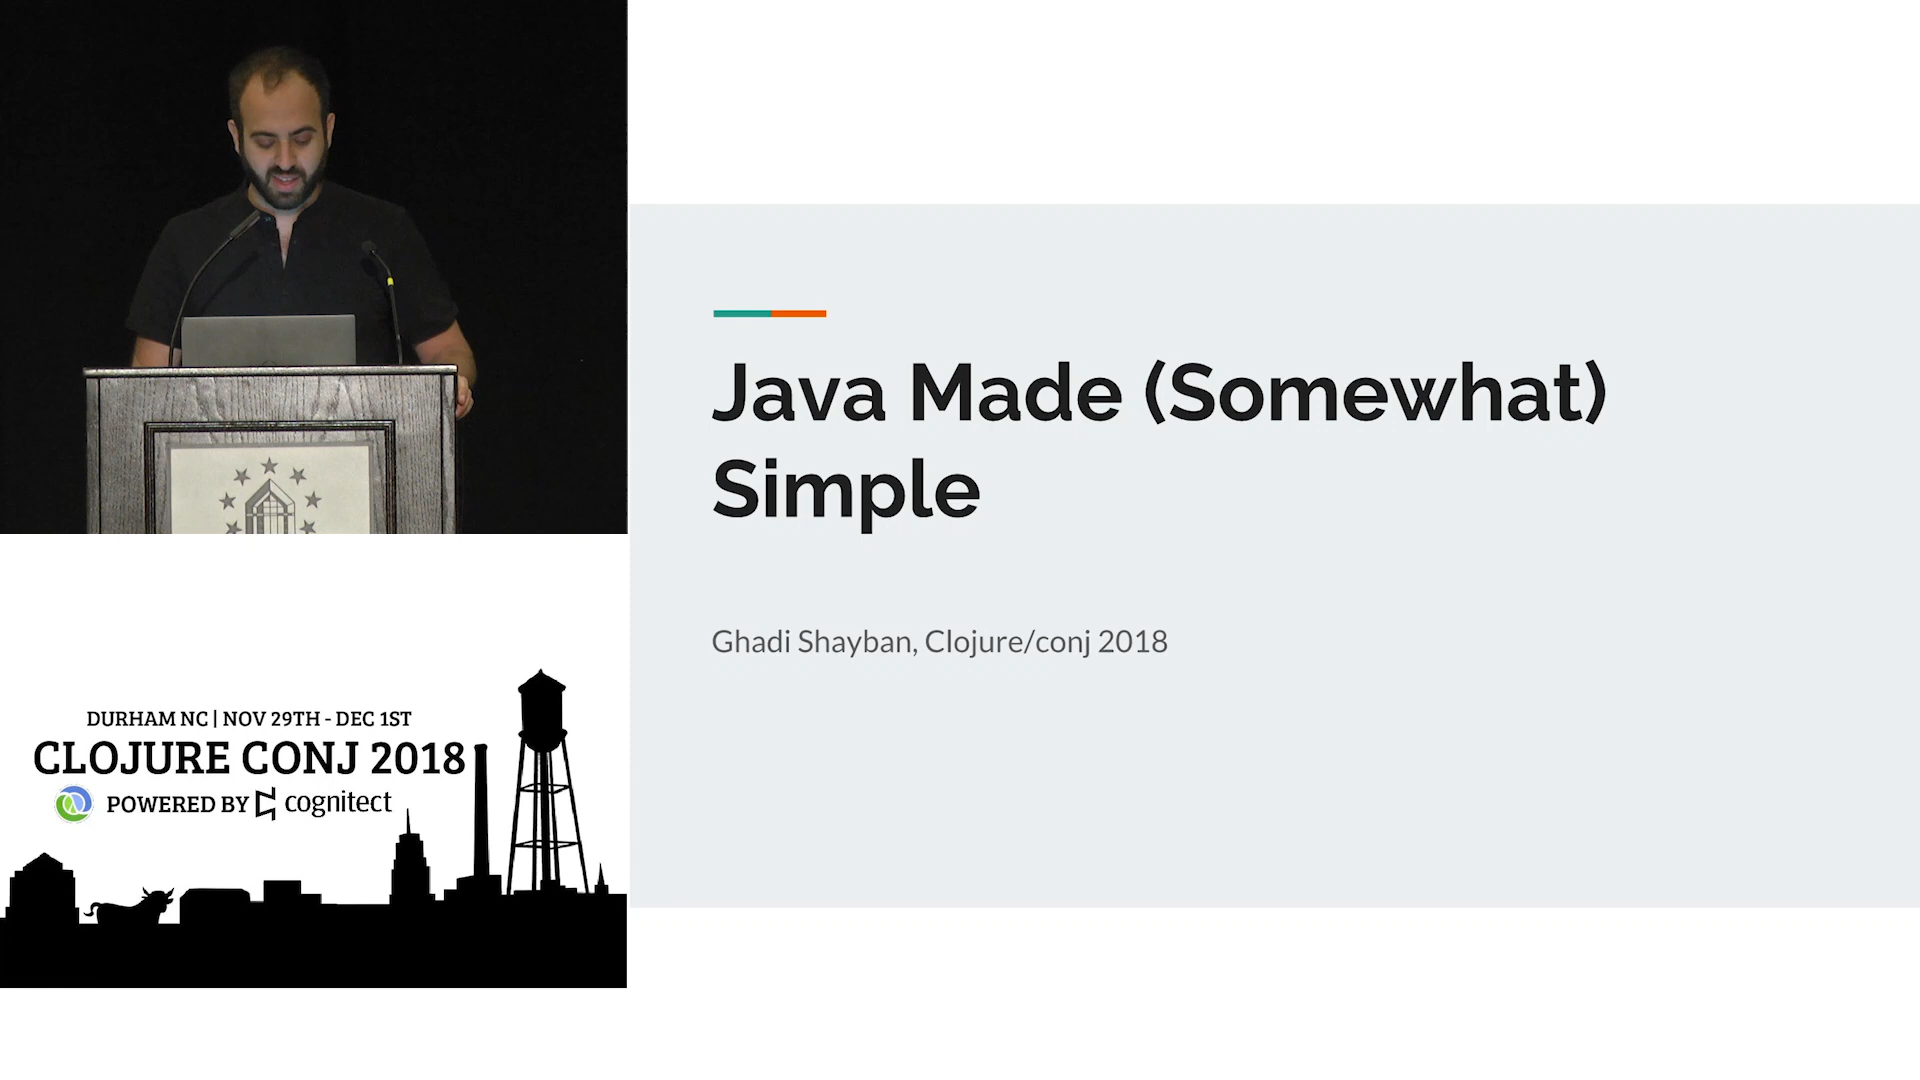 Java Made (Somewhat)
Simple
Ghadi Shayban, Clojure/conj 2018
DURHAM NC | NOV 29TH - DEC 1ST
CLOJURE CONJ 2018
POWERED BY cognitect